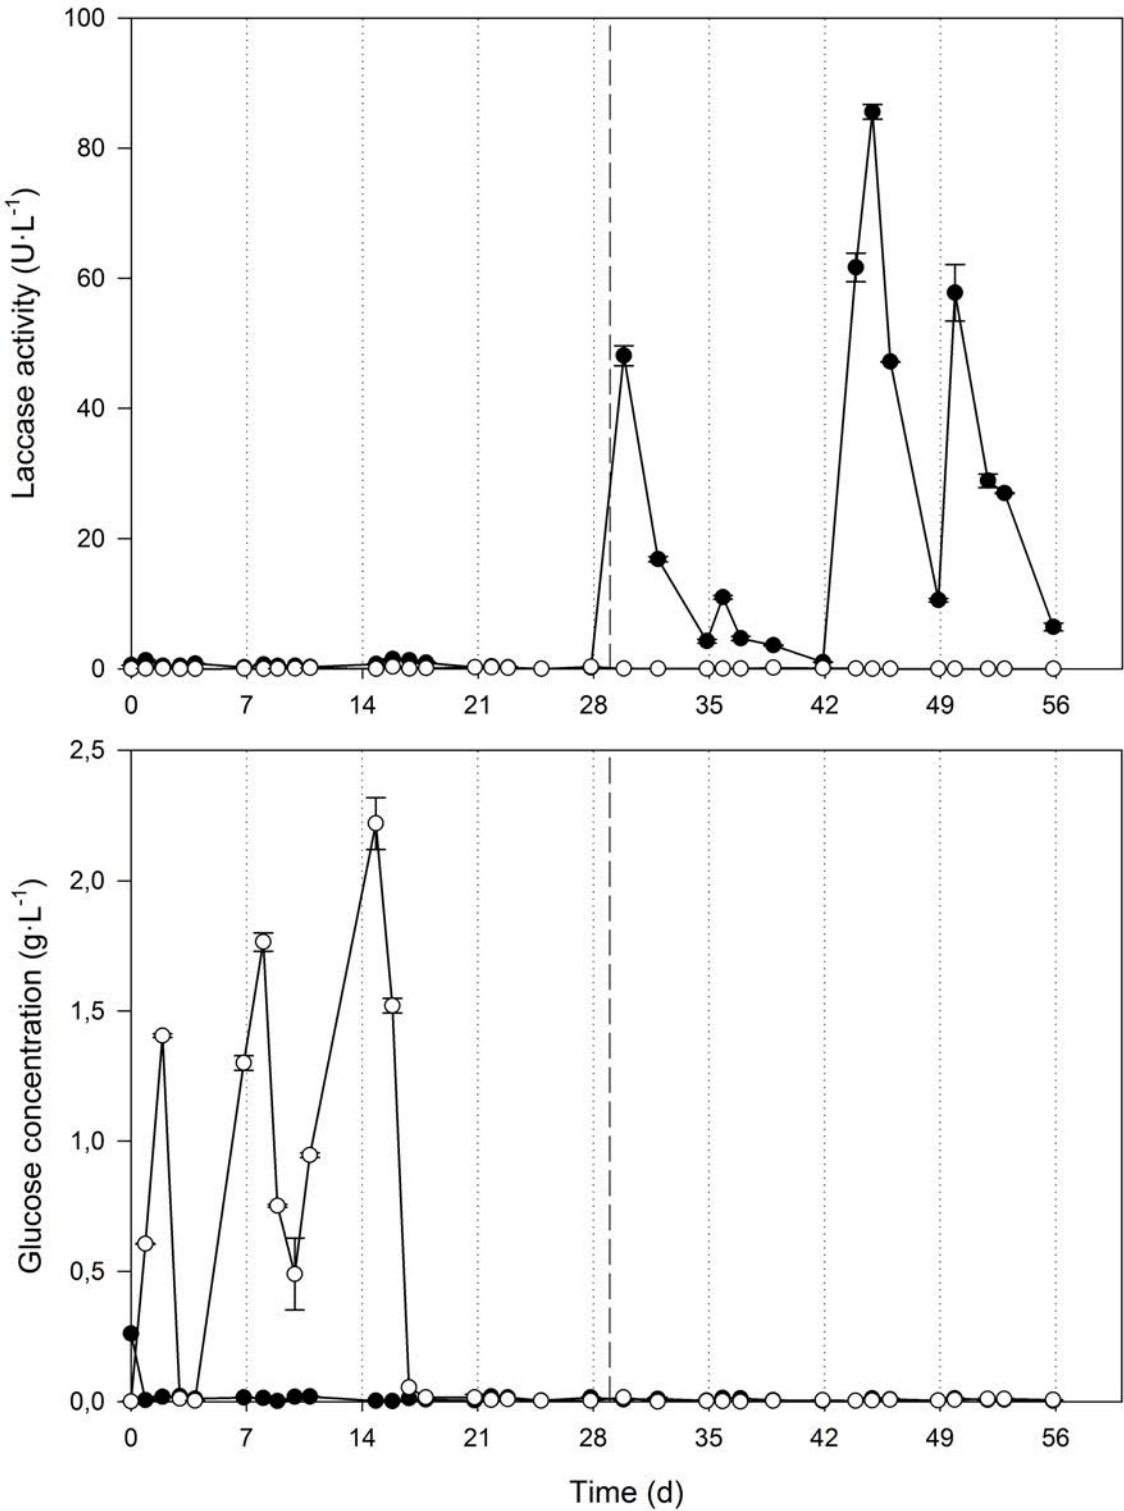 100
80
60
40
20
0
Laccase activity (U·L⁻¹)
0 7 14 21 28 35 42 49 56
2,5
2,0
1,5
1,0
0,5
0,0
Glucose concentration (g·L⁻¹)
0 7 14 21 28 35 42 49 56
Time (d)